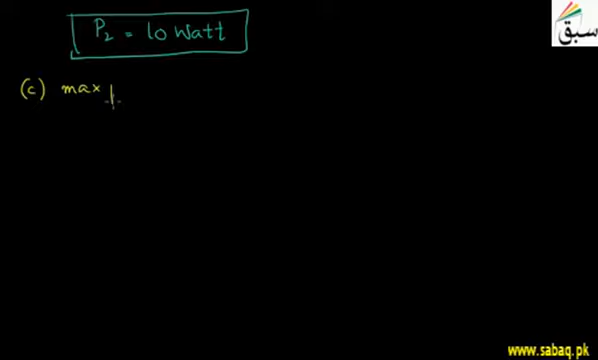 P2 = 10 Watt
سبق
(c) max
www.sabaq.pk